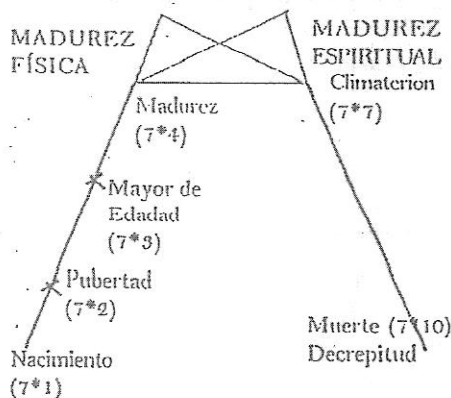 MADUREZ
FÍSICA
MADUREZ
ESPIRITUAL
Climaterion
(7*7)
Madurez
(7*4)
Mayor de
Edadad
(7*3)
Pubertad
(7*2)
Nacimiento
(7*1)
Muerte (7*10)
Decrepitud